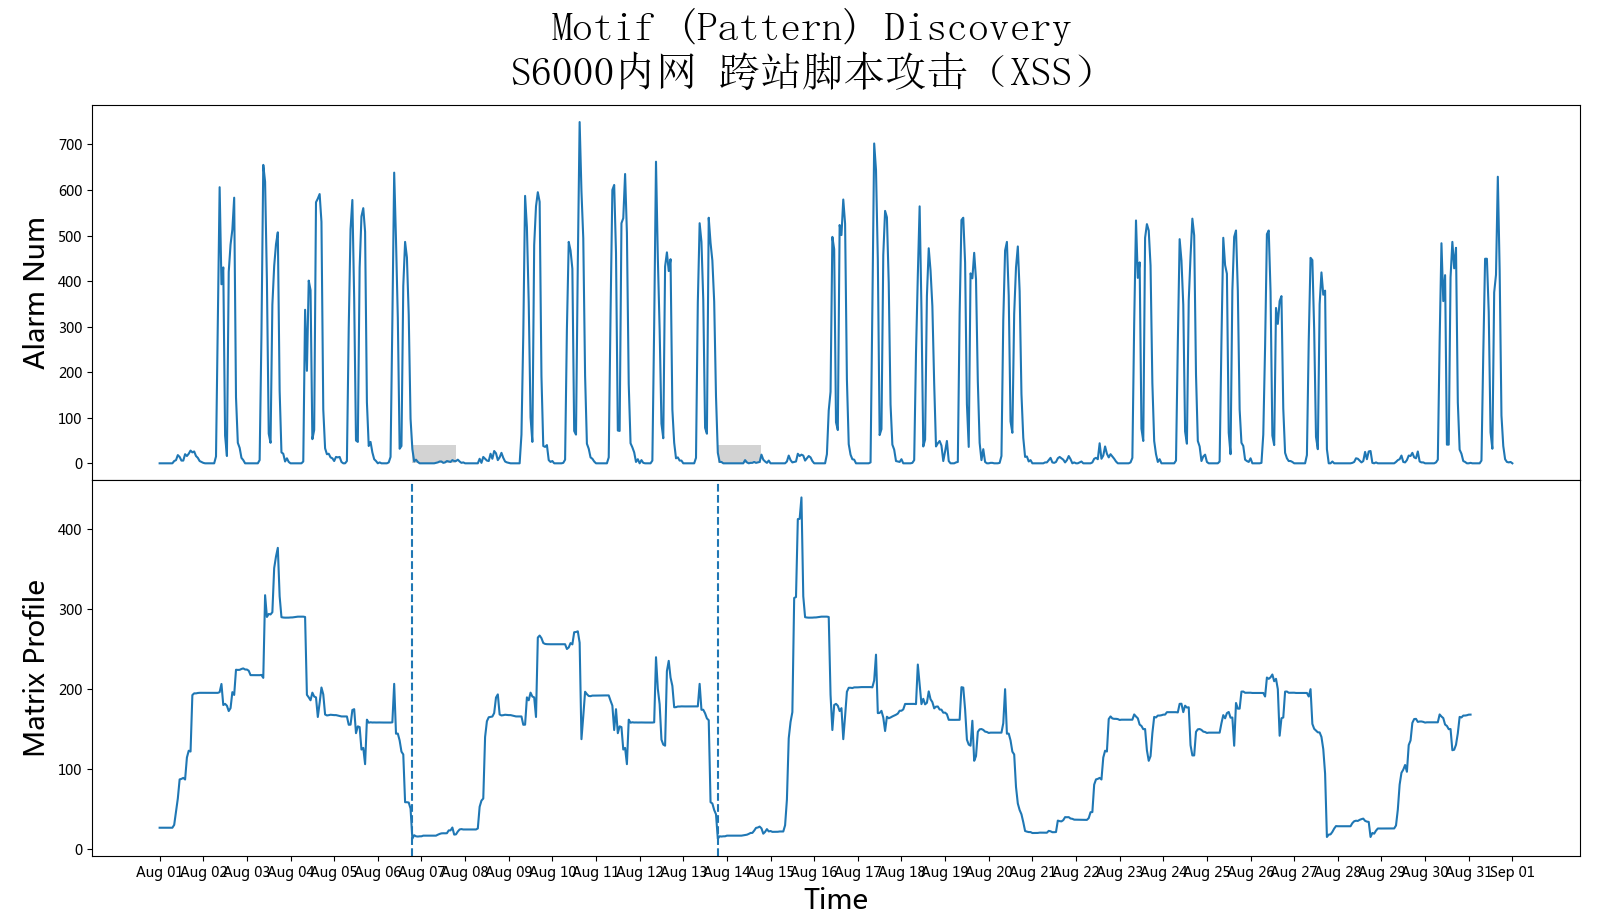 Motif (Pattern) Discovery
S6000内网 跨站脚本攻击（XSS）
Alarm Num
700
600
500
400
300
200
100
0
Matrix Profile
400
300
200
100
0
Aug 01 Aug 02 Aug 03 Aug 04 Aug 05 Aug 06 Aug 07 Aug 08 Aug 09 Aug 10 Aug 11 Aug 12 Aug 13 Aug 14 Aug 15 Aug 16 Aug 17 Aug 18 Aug 19 Aug 20 Aug 21 Aug 22 Aug 23 Aug 24 Aug 25 Aug 26 Aug 27 Aug 28 Aug 29 Aug 30 Aug 31 Sep 01
Time